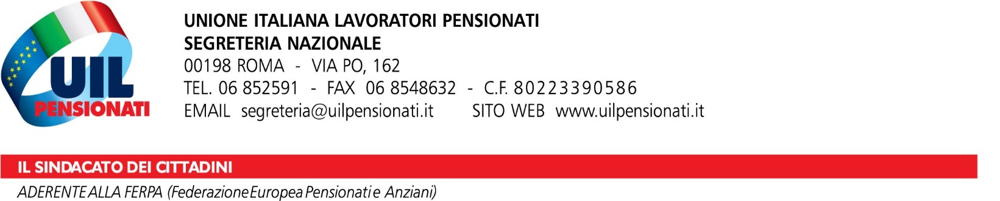 UIL
PENSIONATI
UNIONE ITALIANA LAVORATORI PENSIONATI
SEGRETERIA NAZIONALE
00198 ROMA - VIA PO, 162
TEL. 06 852591 - FAX 06 8548632 - C.F. 80223390586
EMAIL segreteria@uilpensionati.it SITO WEB www.uilpensionati.it
IL SINDACATO DEI CITTADINI
ADERENTE ALLA FERPA (Federazione Europea Pensionati e Anziani)